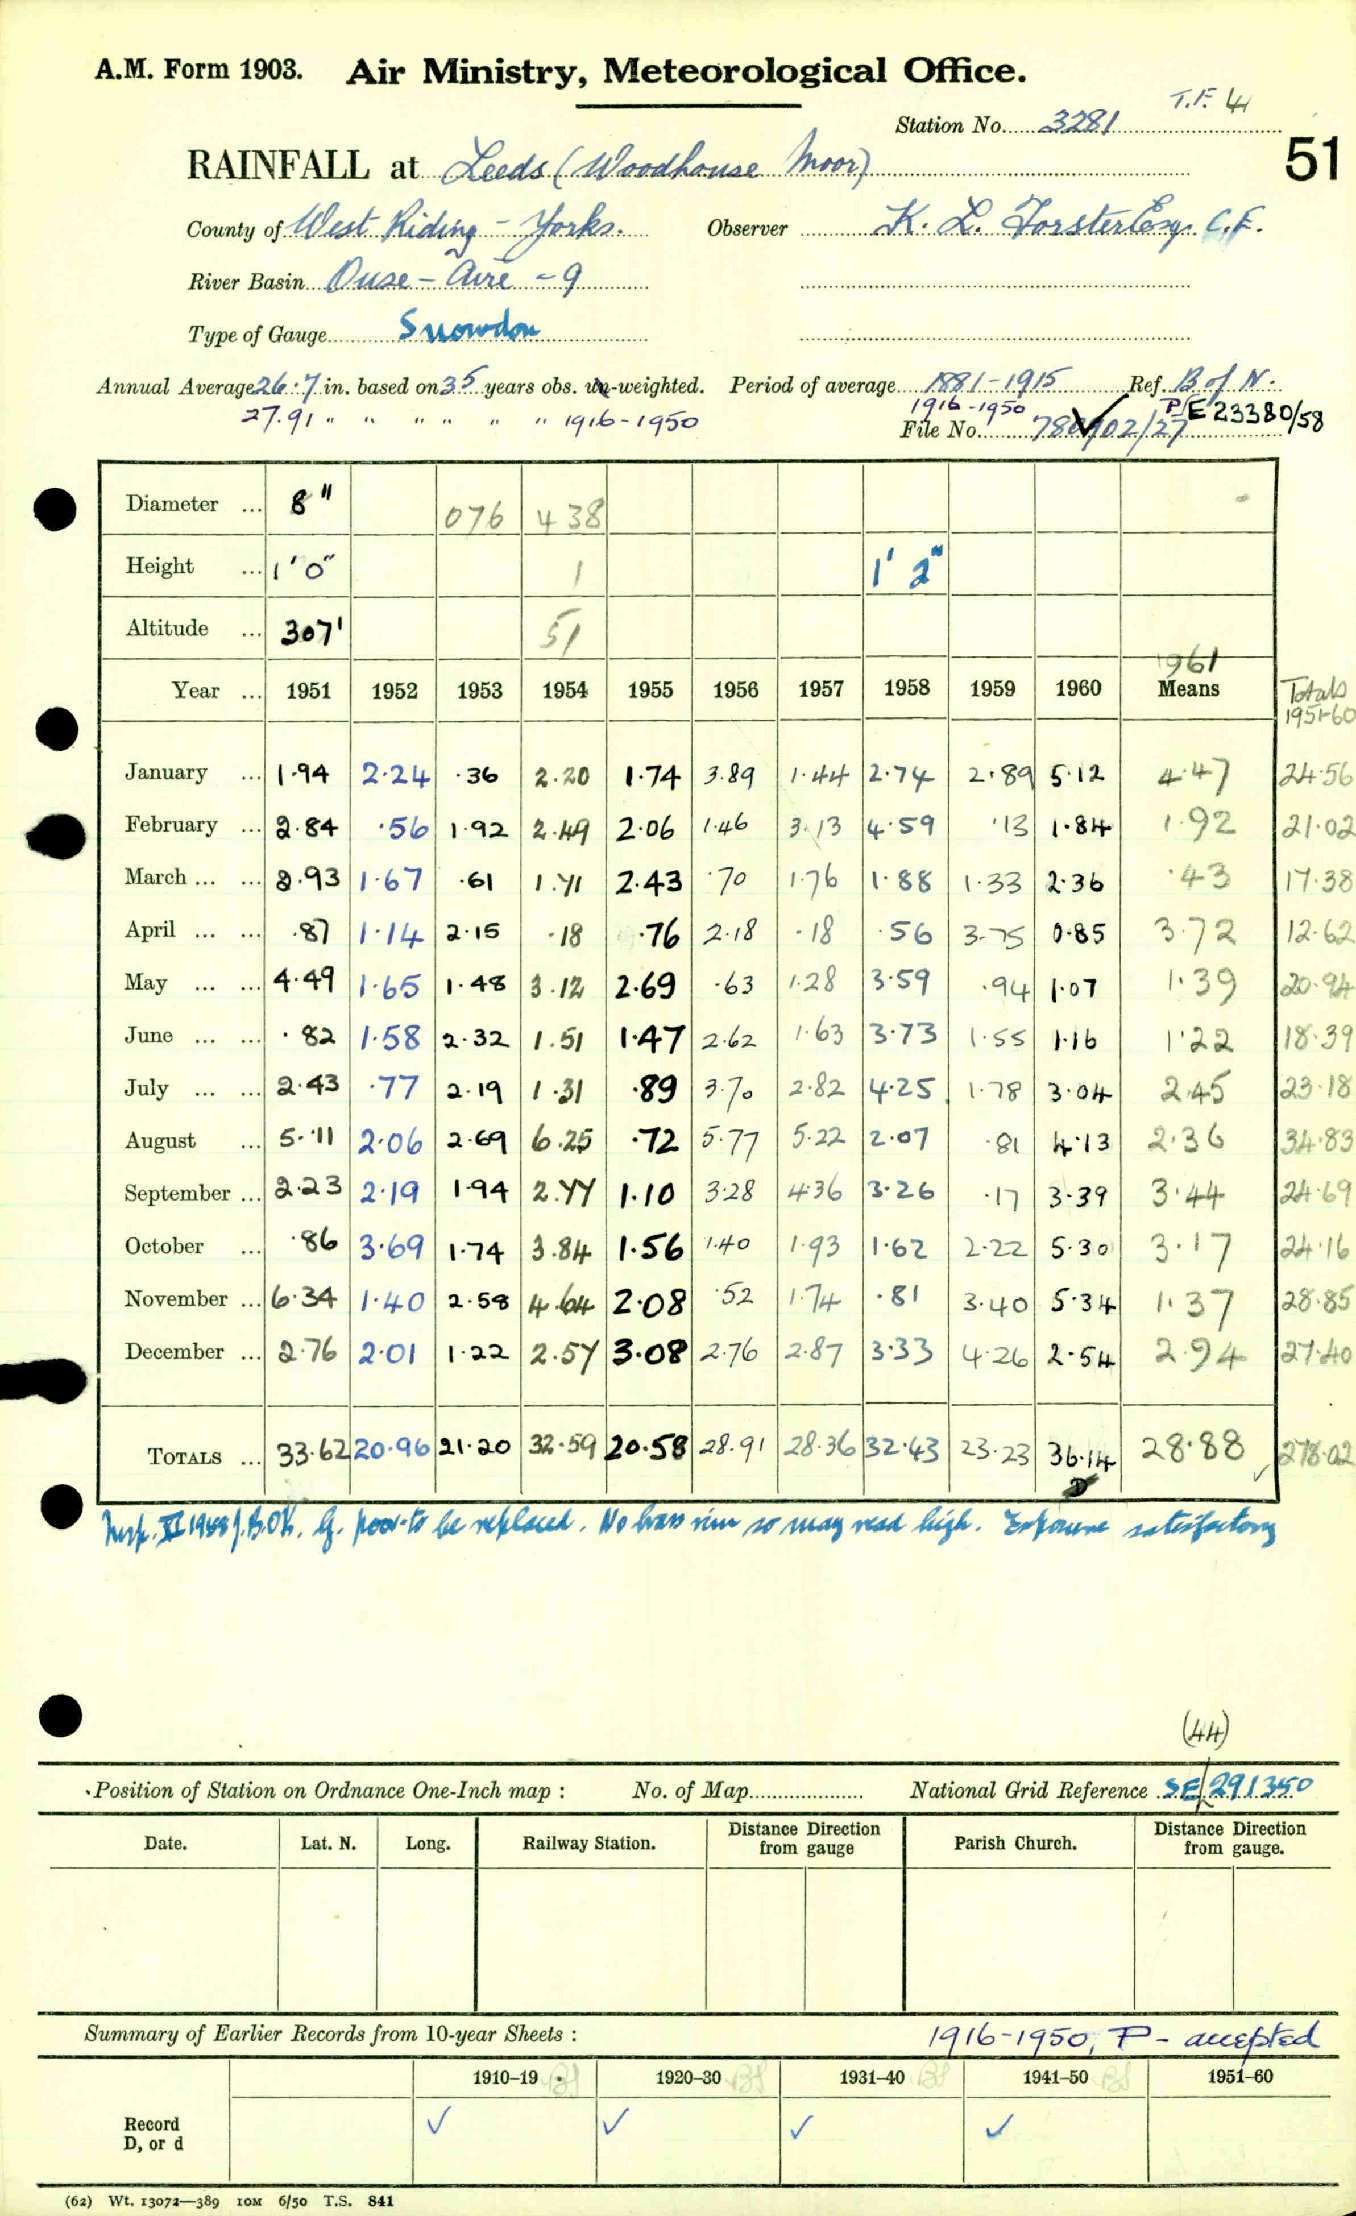 A.M. Form 1903. Air Ministry, Meteorological Office.
T.F. 4
Station No. 3281
51
RAINFALL at Leeds (Woodhouse Moor)
County of West Riding - Yorks. Observer K. L. Forster Esq. C.E.
River Basin Ouse - Aire - 9
Type of Gauge Snowdon
Annual Average 26.7 in. based on 35 years obs. un-weighted. Period of average 1881-1915 Ref. B of N.
27.91 " " " " " " 1916-1950 1916-1950
File No. 780902/27 E 23380/58
Diameter ... 8" 076 438
Height ... 1' 0" 1 1' 2"
Altitude ... 307' 51
1961
Year ... 1951 1952 1953 1954 1955 1956 1957 1958 1959 1960 Means Totals 1951-60
January ... 1.94 2.24 .36 2.20 1.74 3.89 1.44 2.74 2.89 5.12 4.47 24.56
February ... 2.84 .56 1.92 2.49 2.06 1.46 3.13 4.59 .13 1.84 1.92 21.02
March ... ... 2.93 1.67 .61 1.71 2.43 .70 1.76 1.88 1.33 2.36 .43 17.38
April ... ... .87 1.14 2.15 .18 .76 2.18 .18 .56 3.75 0.85 3.72 12.62
May ... ... 4.49 1.65 1.48 3.12 2.69 .63 1.28 3.59 .94 1.07 1.39 20.94
June ... ... .82 1.58 2.32 1.51 1.47 2.62 1.63 3.73 1.55 1.16 1.22 18.39
July ... ... 2.43 .77 2.19 1.31 .89 3.70 2.82 4.25 1.78 3.04 2.45 23.18
August ... 5.11 2.06 2.69 6.25 .72 5.77 5.22 2.07 .81 4.13 2.36 34.83
September ... 2.23 2.19 1.94 2.77 1.10 3.28 4.36 3.26 .17 3.39 3.44 24.69
October ... .86 3.69 1.74 3.84 1.56 1.40 1.93 1.62 2.22 5.30 3.17 24.16
November ... 6.34 1.40 2.58 4.64 2.08 .52 1.74 .81 3.40 5.34 1.37 28.85
December ... 2.76 2.01 1.22 2.57 3.08 2.76 2.87 3.33 4.26 2.54 2.94 27.40
TOTALS ... 33.62 20.96 21.20 32.59 20.58 28.91 28.36 32.43 23.23 36.14 28.88 278.02
D
Insp. XI 1958 G. poor - to be replaced. No brass rim so may read high. Exposure satisfactory
(44)
Position of Station on Ordnance One-Inch map : No. of Map National Grid Reference SE/291350
Date. Lat. N. Long. Railway Station. Distance Direction from gauge Parish Church. Distance Direction from gauge.
Summary of Earlier Records from 10-year Sheets : 1916-1950, P - accepted
1910-19 1920-30 1931-40 1941-50 1951-60
Record ✓ ✓ ✓ ✓
D, or d
(62) Wt. 13072—389 10M 6/50 T.S. 841